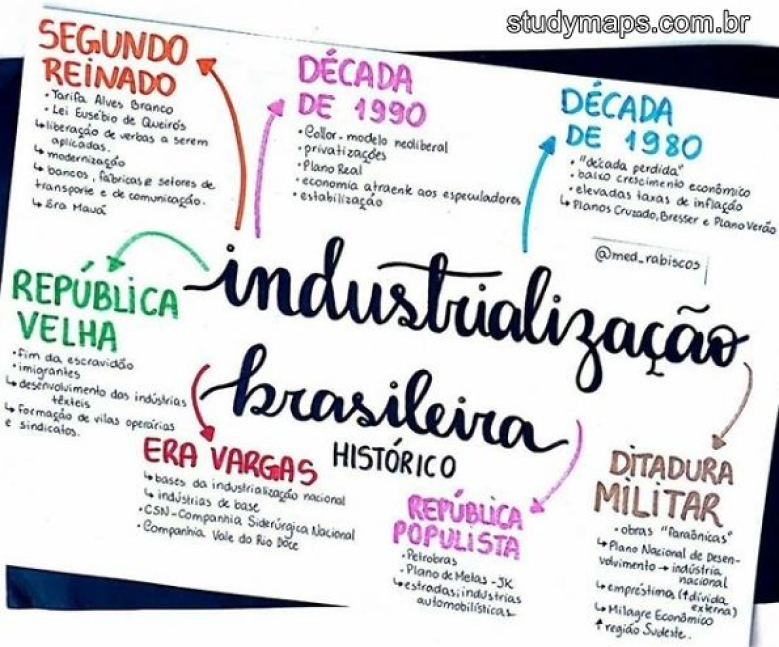 studymaps.com.br
SEGUNDO
REINADO
• Tarifa Alves Branco
• Lei Eusébio de Queirós
↳ liberação de verbas a serem
aplicadas.
↳ modernização
↳ bancos, fábricas e setores de
transporte e de comunicação.
↳ Era Mauá
DÉCADA
DE 1990
• Collor - modelo neoliberal
• privatizações
• Plano Real
• economia atraente aos especuladores
• estabilização
DÉCADA
DE 1980
• "década perdida"
• baixo crescimento econômico
• elevadas taxas de inflação
↳ Planos Cruzado, Bresser e Plano Verão
@med_rabiscos
industrialização
brasileira
HISTÓRICO
REPÚBLICA
VELHA
• fim da escravidão
• imigrantes
↳ desenvolvimento das indústrias
têxteis
↳ formação de vilas operárias
e sindicatos.
ERA VARGAS
↳ bases da industrialização nacional
↳ indústrias de base
• CSN - Companhia Siderúrgica Nacional
• Companhia Vale do Rio Doce
REPÚBLICA
POPULISTA
• Petrobras
• Plano de Metas - JK
↳ estradas; indústrias
automobilísticas
DITADURA
MILITAR
• obras "faraônicas"
↳ Plano Nacional de Desen-
volvimento → indústria
nacional
↳ empréstimo (↑ dívida
externa)
↳ Milagre Econômico
↑ região Sudeste.